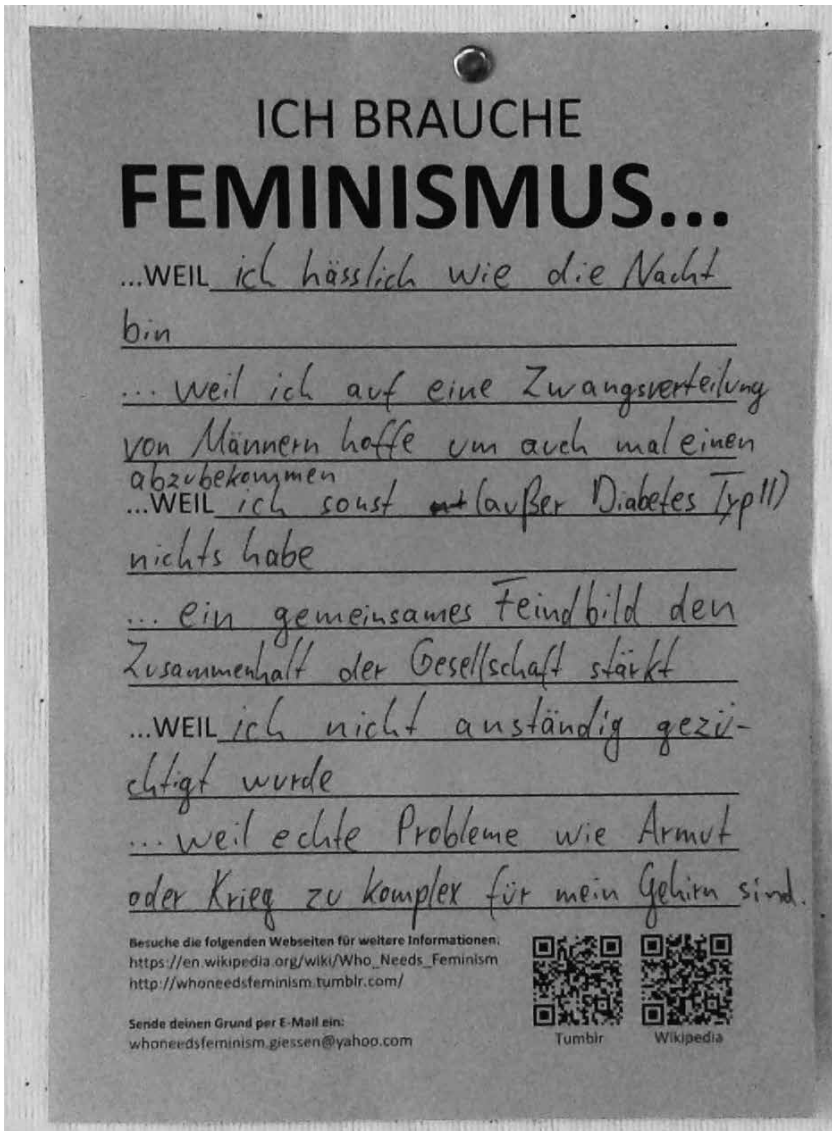 ICH BRAUCHE
FEMINISMUS...
...WEIL ich hässlich wie die Nacht
bin
... weil ich auf eine Zwangsverteilung
von Männern hoffe um auch mal einen
abzubekommen
...WEIL ich sonst (außer Diabetes Typ II)
nichts habe
... ein gemeinsames Feindbild den
Zusammenhalt der Gesellschaft stärkt
...WEIL ich nicht anständig gezü-
chtigt wurde
... weil echte Probleme wie Armut
oder Krieg zu komplex für mein Gehirn sind.
Besuche die folgenden Webseiten für weitere Informationen:
https://en.wikipedia.org/wiki/Who_Needs_Feminism
http://whoneedsfeminism.tumblr.com/
Sende deinen Grund per E-Mail ein:
whoneedsfeminism.giessen@yahoo.com
Tumblr
Wikipedia